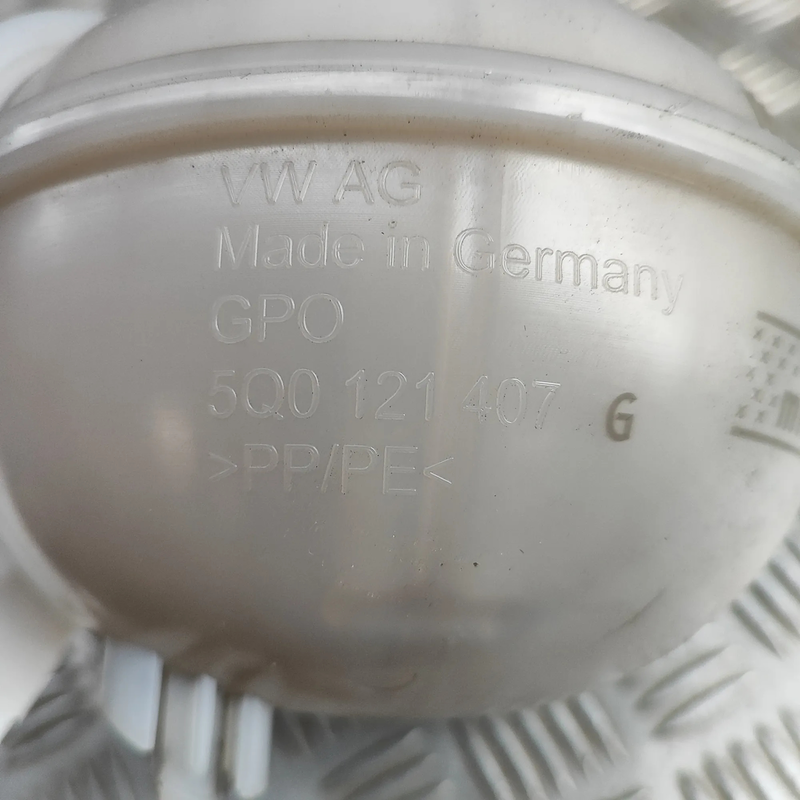 VW AG
Made in Germany
GPO
5Q0 121 407 G
>PP/PE<